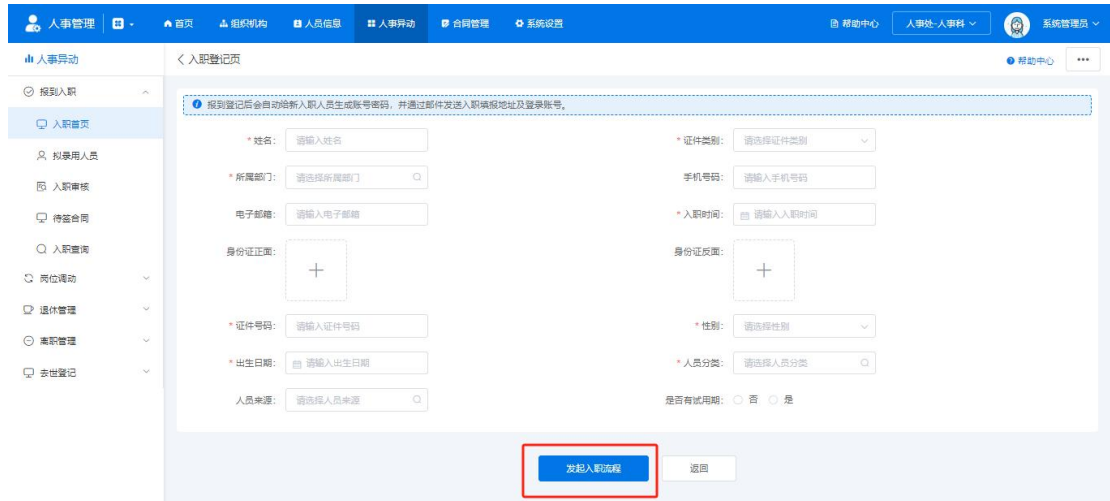 人事管理 首页 组织机构 人员信息 人事异动 合同管理 系统设置 帮助中心 人事处-人事科 系统管理员
人事异动
入职登记页 帮助中心
报到入职
入职首页
拟录用人员
入职审核
待签合同
入职查询
岗位调动
退休管理
离职管理
去世登记
报到登记后会自动给新入职人员生成账号密码，并通过邮件发送入职填报地址及登录账号。
* 姓名： 请输入姓名 * 证件类别： 请选择证件类别
* 所属部门： 请选择所属部门 手机号码： 请输入手机号码
电子邮箱： 请输入电子邮箱 * 入职时间： 请输入入职时间
身份证正面： 身份证反面：
* 证件号码： 请输入证件号码 * 性别： 请选择性别
* 出生日期： 请输入出生日期 * 人员分类： 请选择人员分类
人员来源： 请选择人员来源 是否有试用期： 否 是
发起入职流程 返回